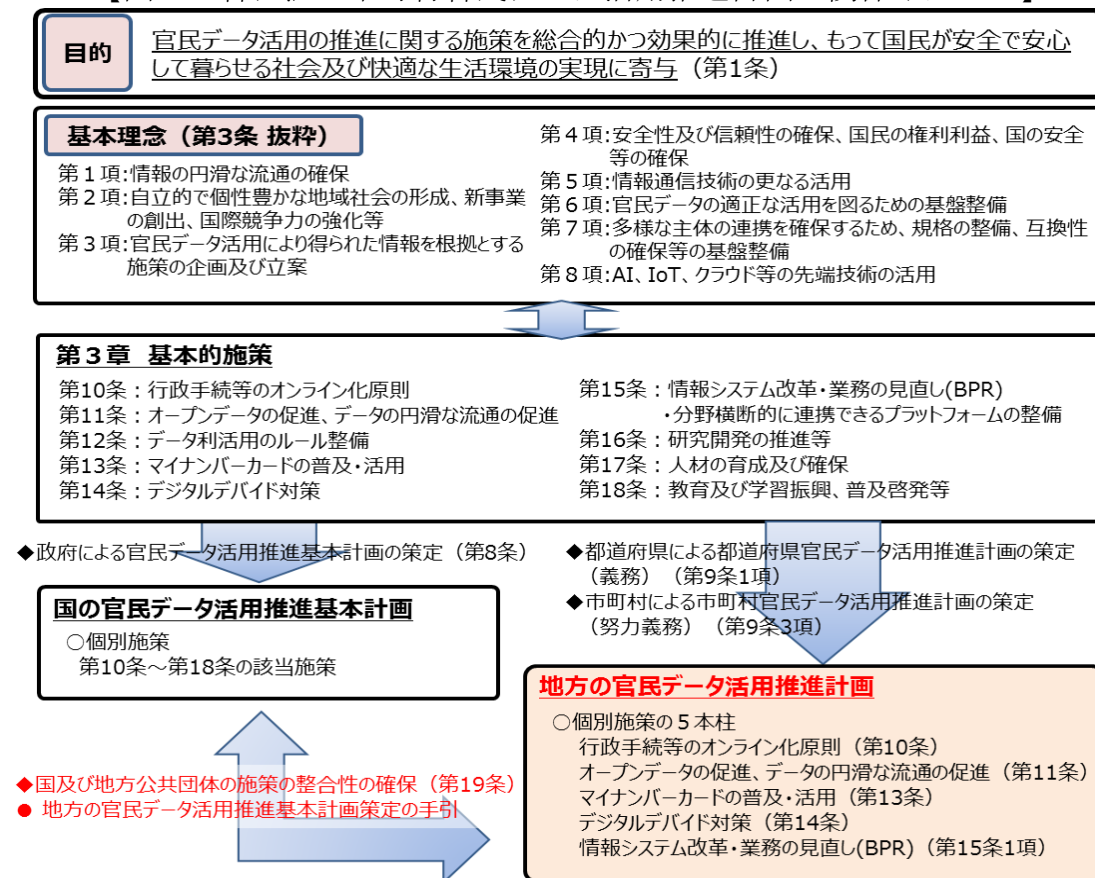 目的
官民データ活用の推進に関する施策を総合的かつ効果的に推進し、もって国民が安全で安心
して暮らせる社会及び快適な生活環境の実現に寄与（第1条）
基本理念（第3条 抜粋）
第１項:情報の円滑な流通の確保
第２項:自立的で個性豊かな地域社会の形成、新事業
の創出、国際競争力の強化等
第３項:官民データ活用により得られた情報を根拠とする
施策の企画及び立案
第４項:安全性及び信頼性の確保、国民の権利利益、国の安全
等の確保
第５項:情報通信技術の更なる活用
第６項:官民データの適正な活用を図るための基盤整備
第７項:多様な主体の連携を確保するため、規格の整備、互換性
の確保等の基盤整備
第８項:AI、IoT、クラウド等の先端技術の活用
第３章 基本的施策
第10条：行政手続等のオンライン化原則
第11条：オープンデータの促進、データの円滑な流通の促進
第12条：データ利活用のルール整備
第13条：マイナンバーカードの普及・活用
第14条：デジタルデバイド対策
第15条：情報システム改革・業務の見直し(BPR)
・分野横断的に連携できるプラットフォームの整備
第16条：研究開発の推進等
第17条：人材の育成及び確保
第18条：教育及び学習振興、普及啓発等
◆政府による官民データ活用推進基本計画の策定（第8条）
◆都道府県による都道府県官民データ活用推進計画の策定
（義務）（第9条1項）
◆市町村による市町村官民データ活用推進計画の策定
（努力義務）（第9条3項）
国の官民データ活用推進基本計画
○個別施策
第10条～第18条の該当施策
地方の官民データ活用推進計画
○個別施策の５本柱
行政手続等のオンライン化原則（第10条）
オープンデータの促進、データの円滑な流通の促進（第11条）
マイナンバーカードの普及・活用（第13条）
デジタルデバイド対策（第14条）
情報システム改革・業務の見直し(BPR)（第15条1項）
◆国及び地方公共団体の施策の整合性の確保（第19条）
● 地方の官民データ活用推進基本計画策定の手引